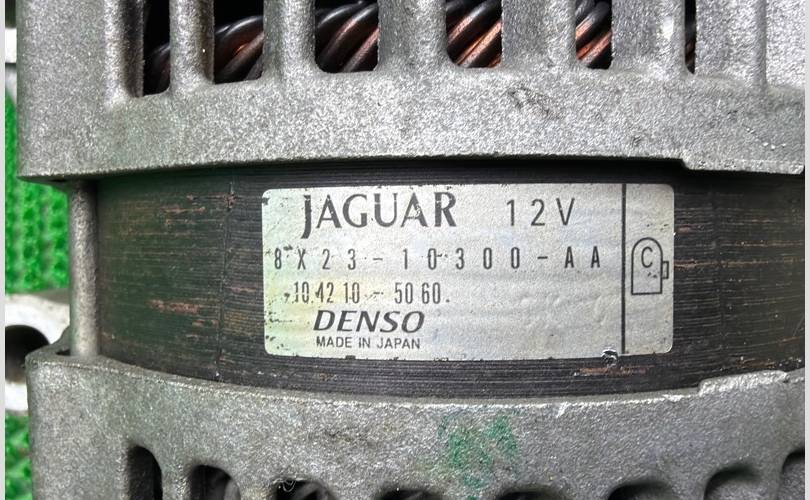 JAGUAR 12V
8X23-10300-AA
C
104210-5060.
DENSO
MADE IN JAPAN